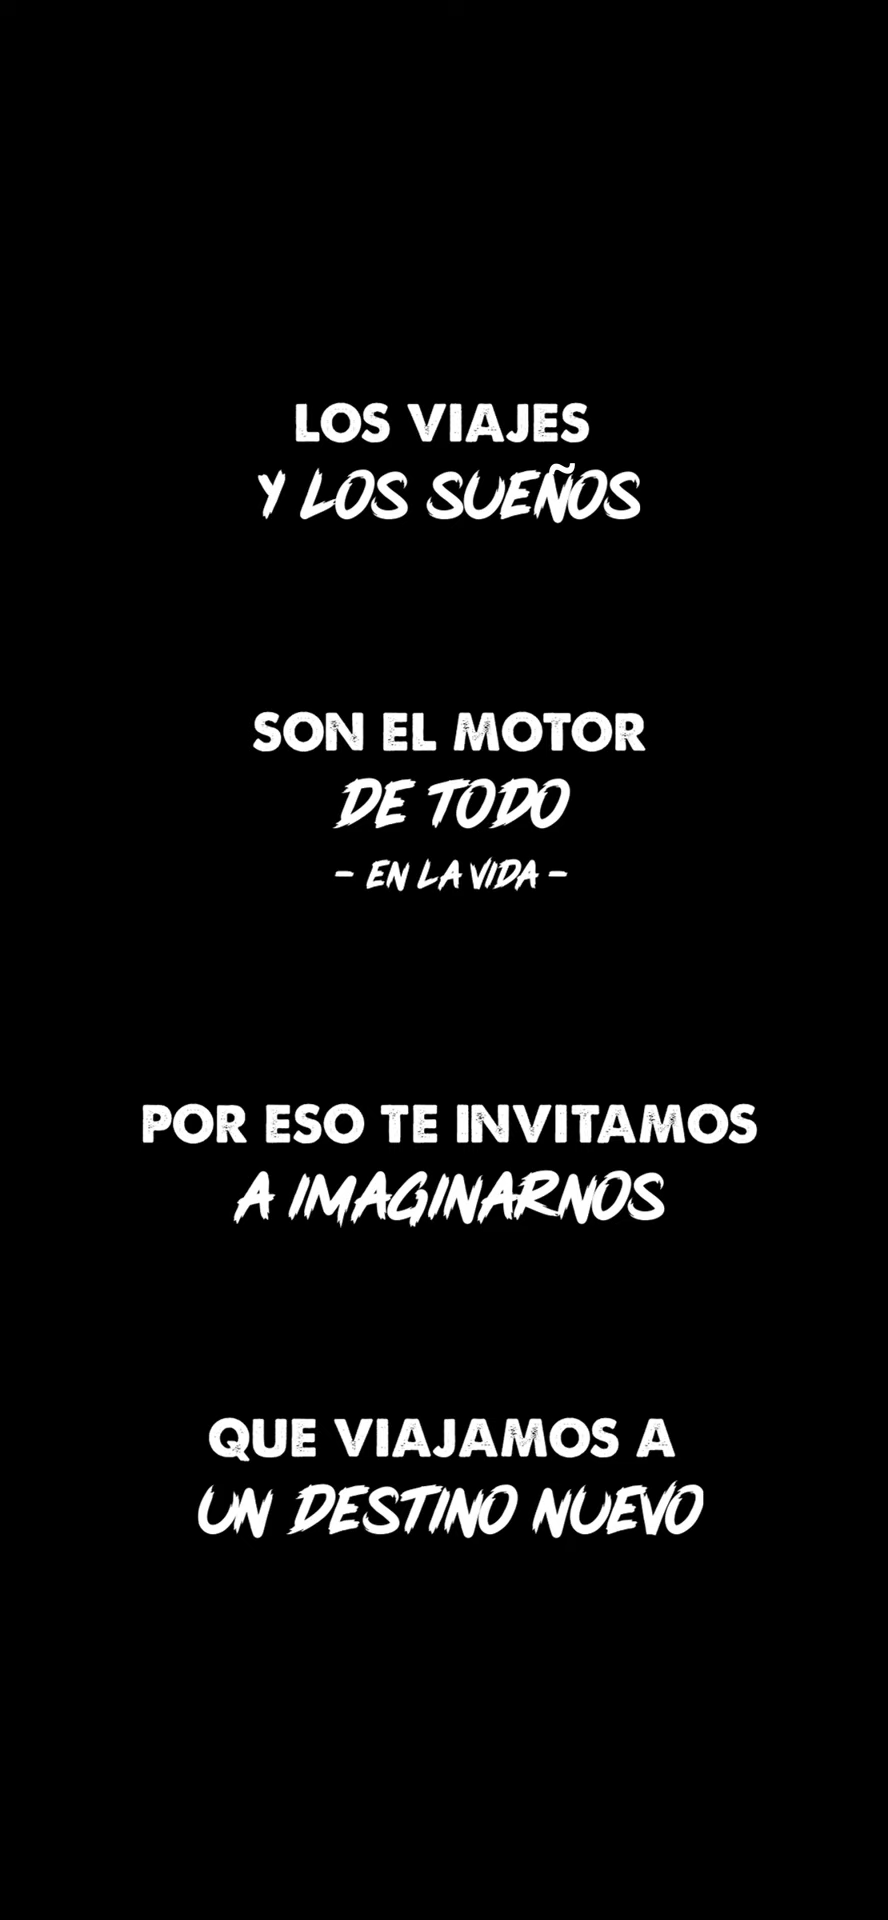 LOS VIAJES
Y LOS SUEÑOS
SON EL MOTOR
DE TODO
- EN LA VIDA -
POR ESO TE INVITAMOS
A IMAGINARNOS
QUE VIAJAMOS A
UN DESTINO NUEVO